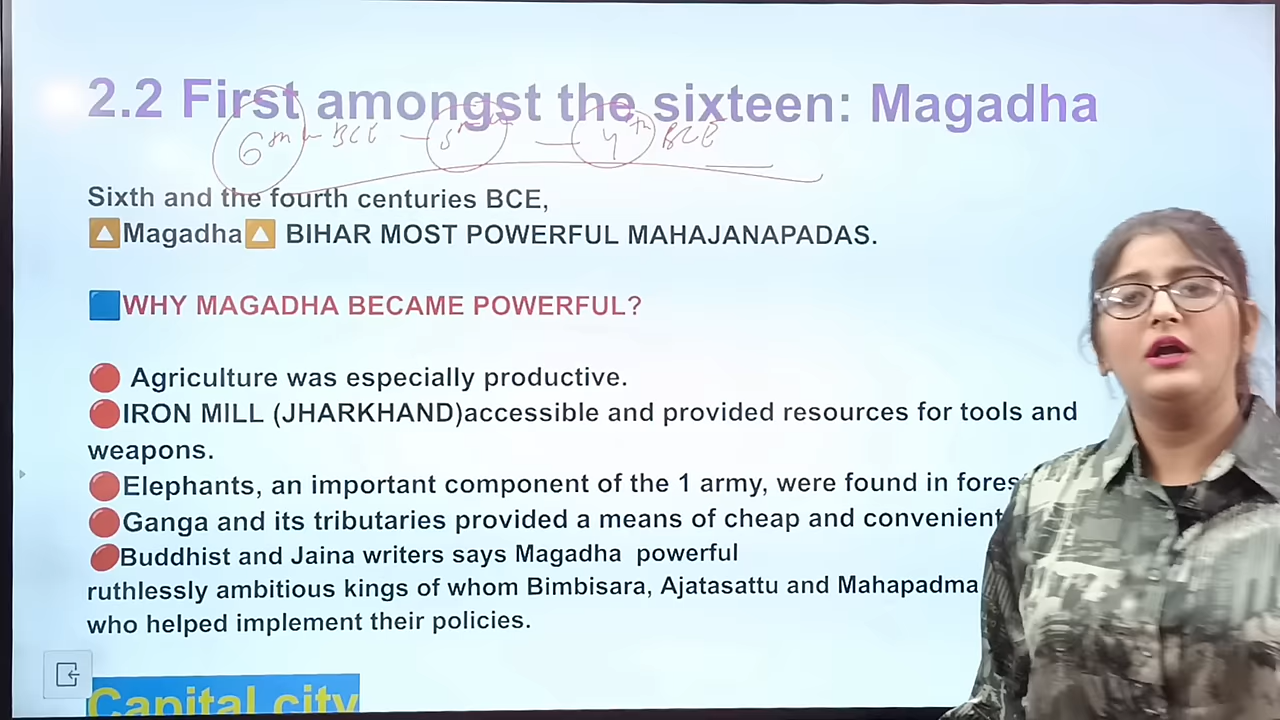 2.2 First amongst the sixteen: Magadha
6th BCE – 5th – 4th BCE
Sixth and the fourth centuries BCE,
🔼Magadha🔼 BIHAR MOST POWERFUL MAHAJANAPADAS.
🟦WHY MAGADHA BECAME POWERFUL?
🔴 Agriculture was especially productive.
🔴IRON MILL (JHARKHAND)accessible and provided resources for tools and
weapons.
🔴Elephants, an important component of the 1 army, were found in
🔴Ganga and its tributaries provided a means of cheap and convenient
🔴Buddhist and Jaina writers says Magadha powerful
ruthlessly ambitious kings of whom Bimbisara, Ajatasattu and Mahapadma
who helped implement their policies.
Capital city